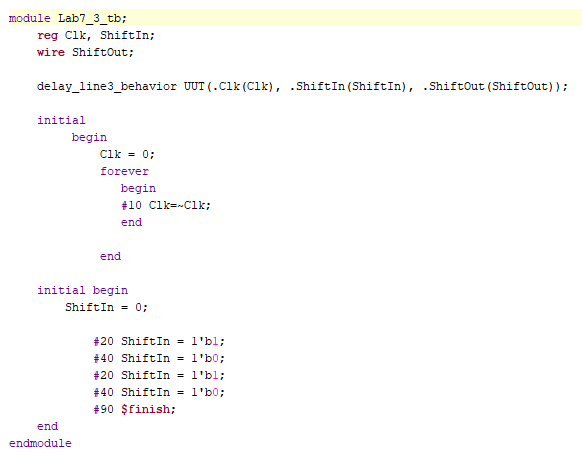 module Lab7_3_tb;
reg Clk, ShiftIn;
wire ShiftOut;
delay_line3_behavior UUT(.Clk(Clk), .ShiftIn(ShiftIn), .ShiftOut(ShiftOut));
initial
begin
Clk = 0;
forever
begin
#10 Clk=~Clk;
end
end
initial begin
ShiftIn = 0;
#20 ShiftIn = 1'b1;
#40 ShiftIn = 1'b0;
#20 ShiftIn = 1'b1;
#40 ShiftIn = 1'b0;
#90 $finish;
end
endmodule